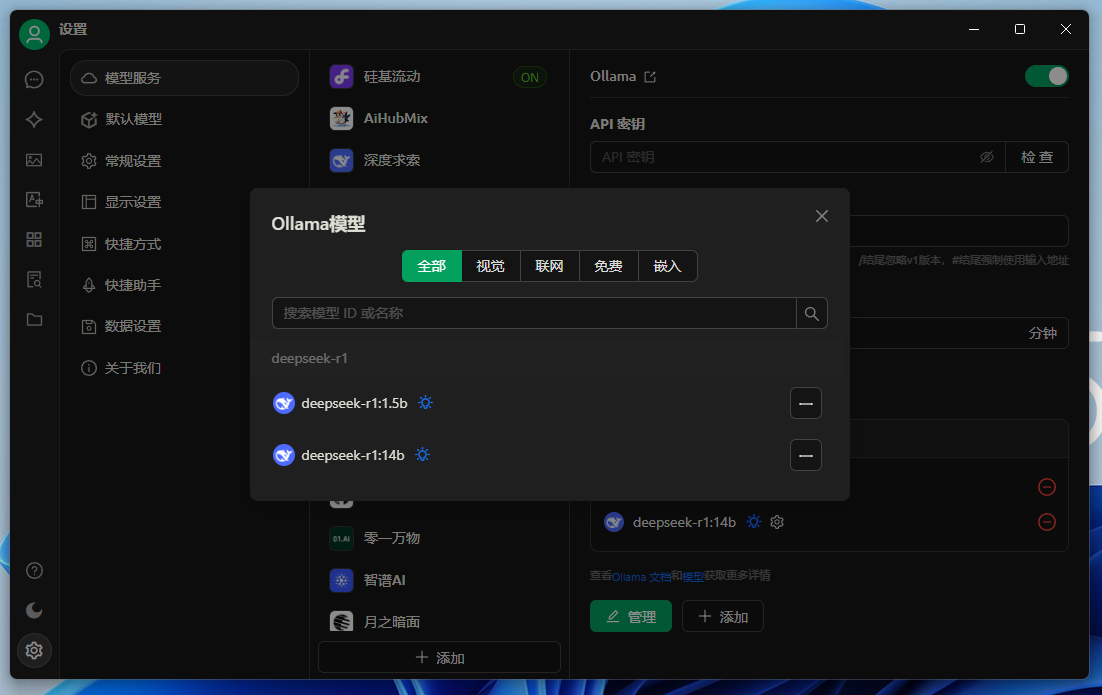 设置
模型服务
默认模型
常规设置
显示设置
快捷方式
快捷助手
数据设置
关于我们
硅基流动
ON
AiHubMix
深度求索
01.AI
零一万物
智谱AI
月之暗面
添加
Ollama
API 密钥
API 密钥
检 查
/结尾忽略v1版本，#结尾强制使用输入地址
分钟
deepseek-r1:14b
查看Ollama 文档和模型获取更多详情
管理
添加
Ollama模型
全部
视觉
联网
免费
嵌入
搜索模型 ID 或名称
deepseek-r1
deepseek-r1:1.5b
deepseek-r1:14b